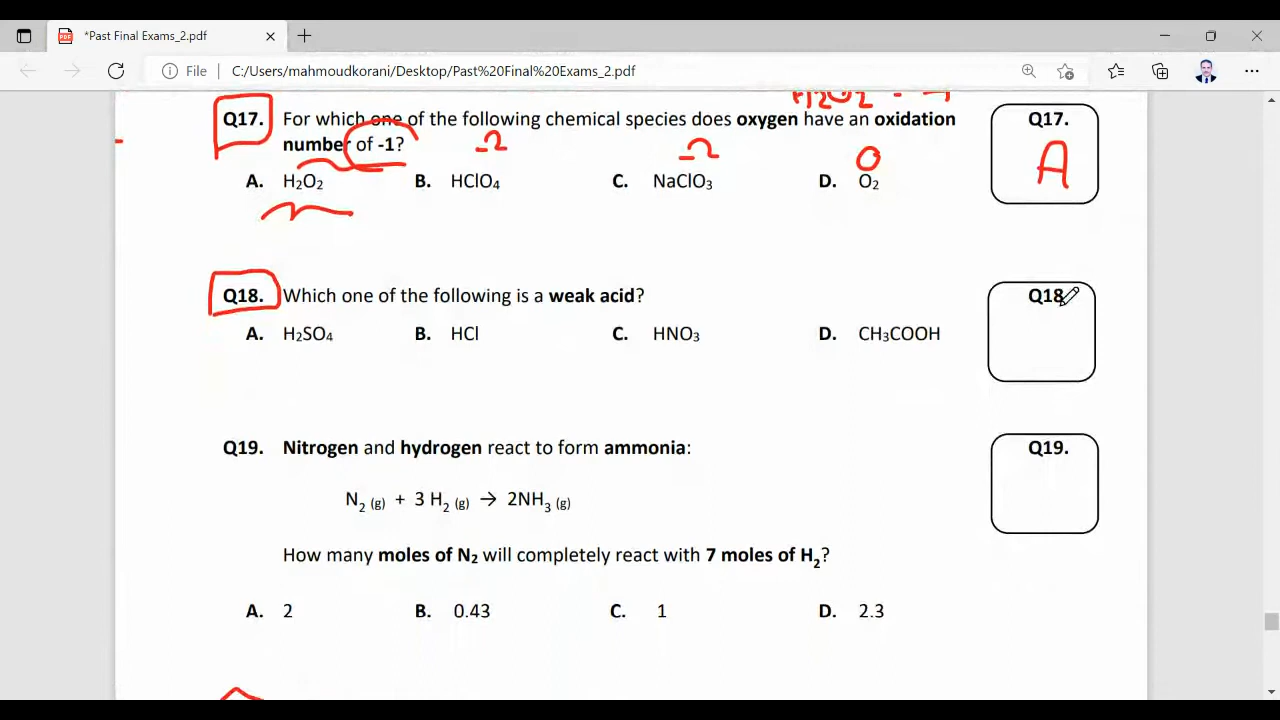 *Past Final Exams_2.pdf
File C:/Users/mahmoudkorani/Desktop/Past%20Final%20Exams_2.pdf
Q17. For which one of the following chemical species does oxygen have an oxidation
number of -1?
-2 -2 0
A. H₂O₂ B. HClO₄ C. NaClO₃ D. O₂
Q17.
A
Q18. Which one of the following is a weak acid?
A. H₂SO₄ B. HCl C. HNO₃ D. CH₃COOH
Q18
Q19. Nitrogen and hydrogen react to form ammonia:
N₂ (g) + 3 H₂ (g) → 2NH₃ (g)
How many moles of N₂ will completely react with 7 moles of H₂?
A. 2 B. 0.43 C. 1 D. 2.3
Q19.